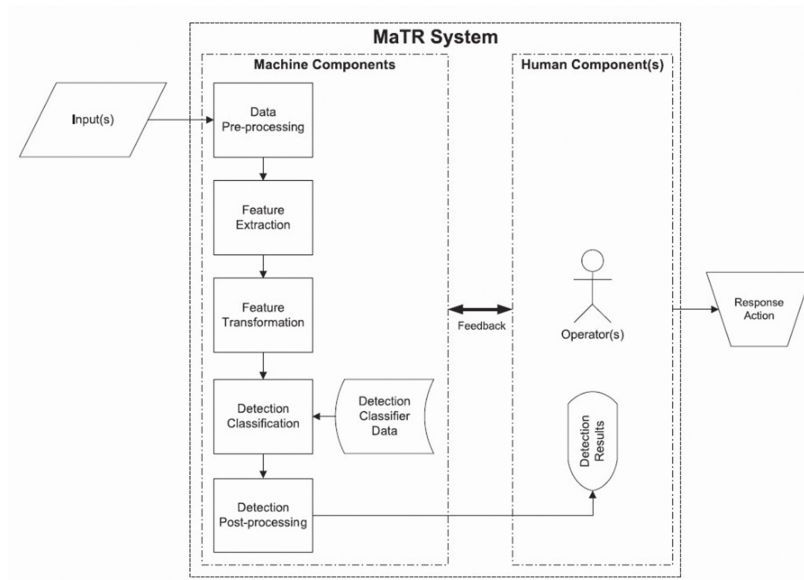 MaTR System
Machine Components
Human Component(s)
Input(s)
Data
Pre-processing
Feature
Extraction
Feature
Transformation
Feedback
Operator(s)
Response
Action
Detection
Classification
Detection
Classifier
Data
Detection
Results
Detection
Post-processing